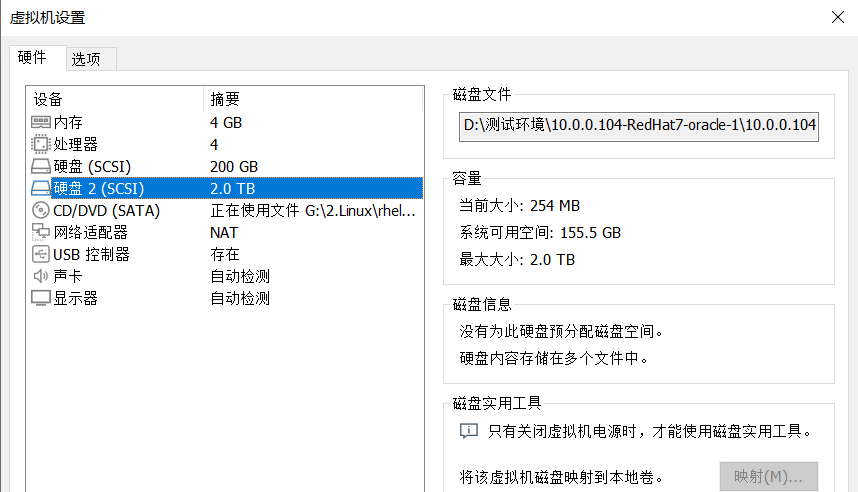 虚拟机设置
硬件
选项
设备 摘要
内存 4 GB
处理器 4
硬盘 (SCSI) 200 GB
硬盘 2 (SCSI) 2.0 TB
CD/DVD (SATA) 正在使用文件 G:\2.Linux\rhel...
网络适配器 NAT
USB 控制器 存在
声卡 自动检测
显示器 自动检测
磁盘文件
D:\测试环境\10.0.0.104-RedHat7-oracle-1\10.0.0.104
容量
当前大小: 254 MB
系统可用空间: 155.5 GB
最大大小: 2.0 TB
磁盘信息
没有为此硬盘预分配磁盘空间。
硬盘内容存储在多个文件中。
磁盘实用工具
只有关闭虚拟机电源时，才能使用磁盘实用工具。
将该虚拟机磁盘映射到本地卷。 映射(M)...